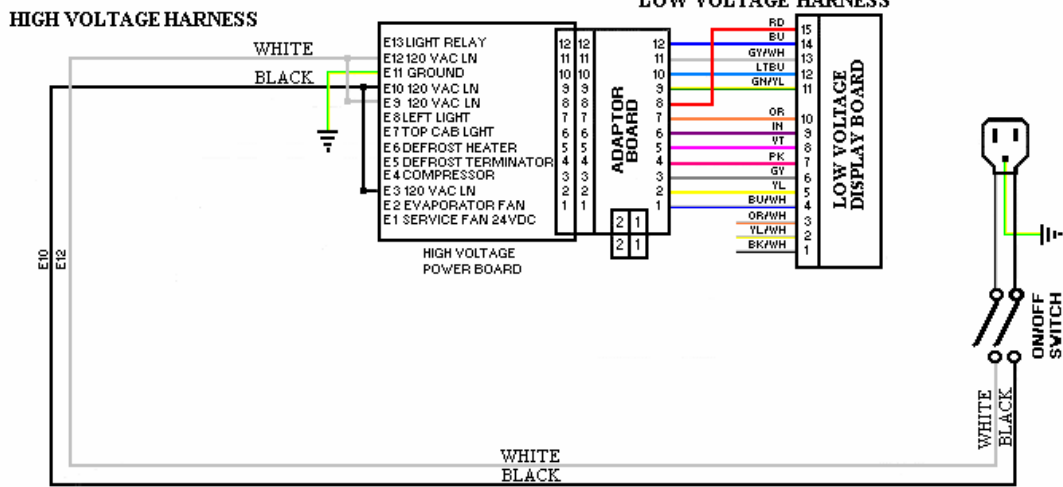 LOW VOLTAGE HARNESS
HIGH VOLTAGE HARNESS
WHITE
BLACK
E13 LIGHT RELAY
E12 120 VAC LN
E11 GROUND
E10 120 VAC LN
E9 120 VAC LN
E8 LEFT LIGHT
E7 TOP CAB LGHT
E6 DEFROST HEATER
E5 DEFROST TERMINATOR
E4 COMPRESSOR
E3 120 VAC LN
E2 EVAPORATOR FAN
E1 SERVICE FAN 24VDC
12 12
11 11
10 10
9 9
8 8
7 7
6 6
5 5
4 4
3 3
2 2
1 1
ADAPTOR
BOARD
12
11
10
9
8
7
6
5
4
3
2
1
2 1
2 1
HIGH VOLTAGE
POWER BOARD
RD 15
BU 14
GY/WH 13
LTBU 12
GN/YL 11
OR 10
IN 9
VT 8
PK 7
GY 6
YL 5
BU/WH 4
OR/WH 3
YL/WH 2
BK/WH 1
LOW VOLTAGE
DISPLAY BOARD
E10
E12
ON/OFF
SWITCH
WHITE
BLACK
WHITE
BLACK